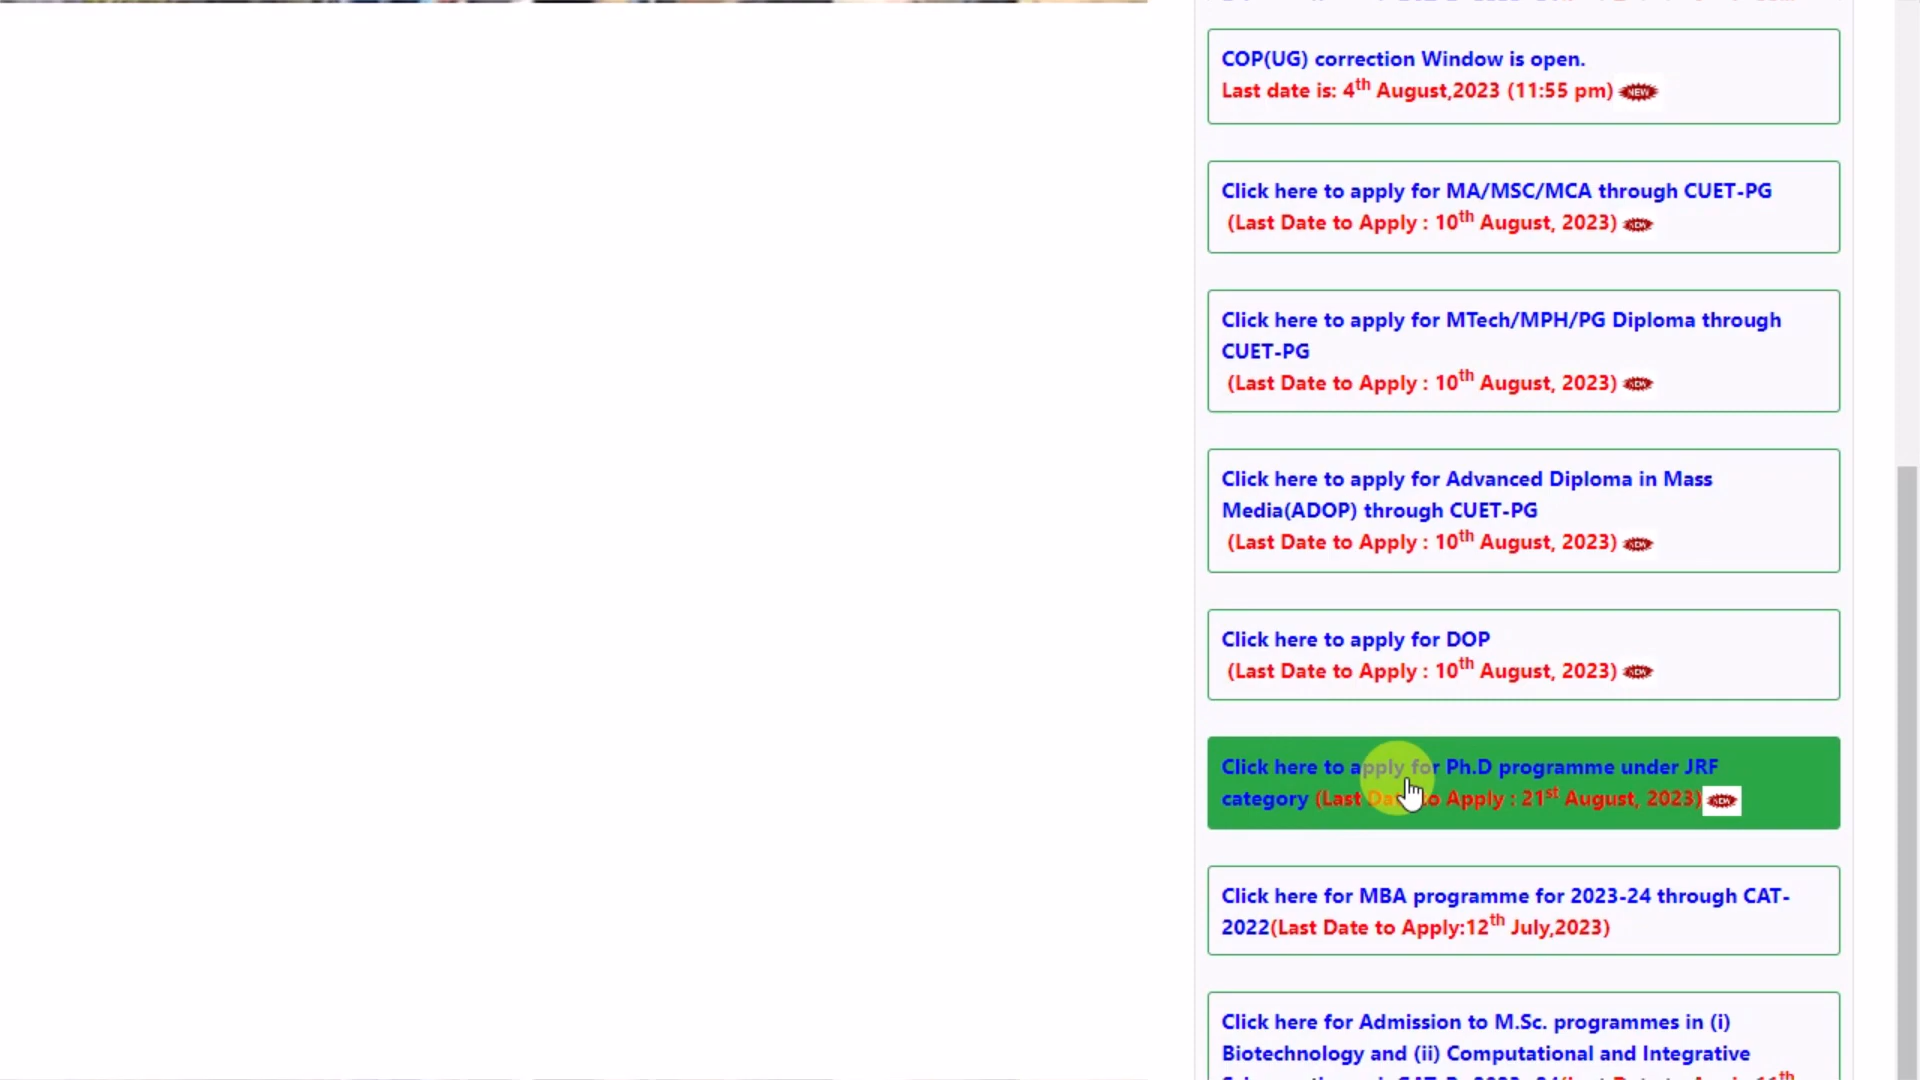 COP(UG) correction Window is open.
Last date is: 4th August,2023 (11:55 pm) NEW
Click here to apply for MA/MSC/MCA through CUET-PG
(Last Date to Apply : 10th August, 2023) NEW
Click here to apply for MTech/MPH/PG Diploma through
CUET-PG
(Last Date to Apply : 10th August, 2023) NEW
Click here to apply for Advanced Diploma in Mass
Media(ADOP) through CUET-PG
(Last Date to Apply : 10th August, 2023) NEW
Click here to apply for DOP
(Last Date to Apply : 10th August, 2023) NEW
Click here to apply for Ph.D programme under JRF
category (Last Date to Apply : 21st August, 2023) NEW
Click here for MBA programme for 2023-24 through CAT-
2022(Last Date to Apply:12th July,2023)
Click here for Admission to M.Sc. programmes in (i)
Biotechnology and (ii) Computational and Integrative